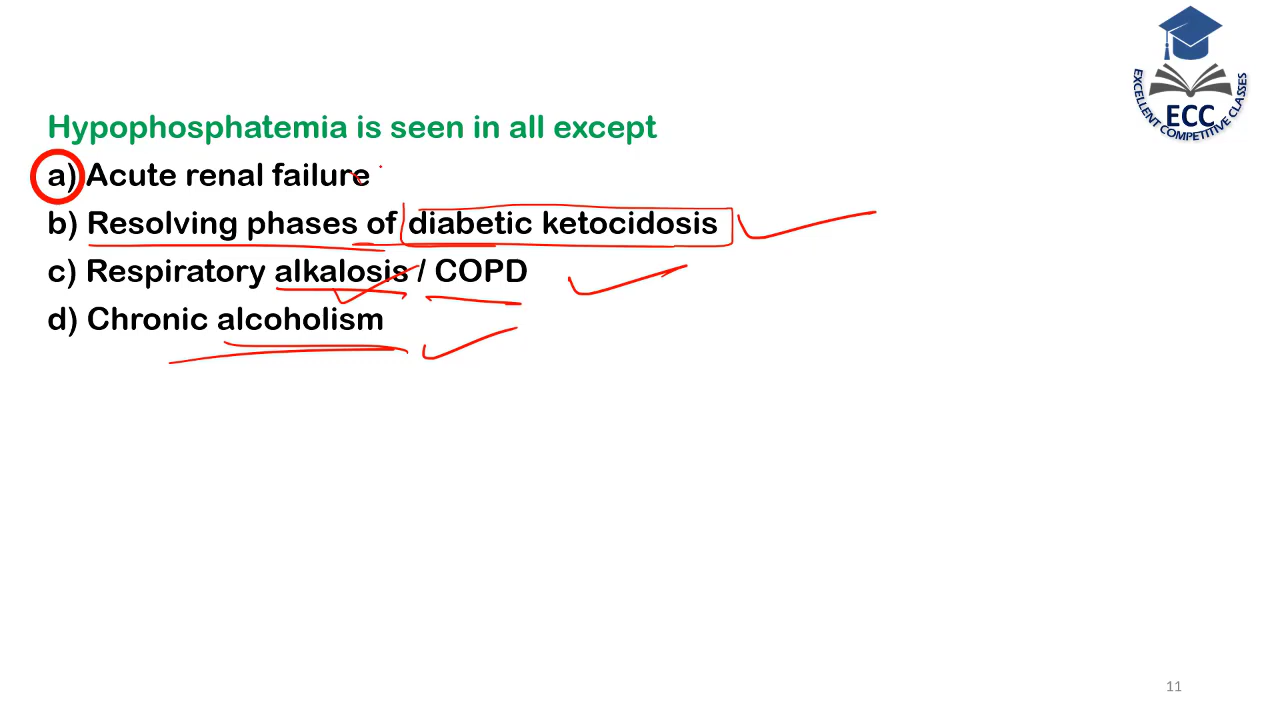 Hypophosphatemia is seen in all except
a) Acute renal failure
b) Resolving phases of diabetic ketocidosis
c) Respiratory alkalosis / COPD
d) Chronic alcoholism
EXCELLENT COMPETITIVE CLASSES
ECC
11